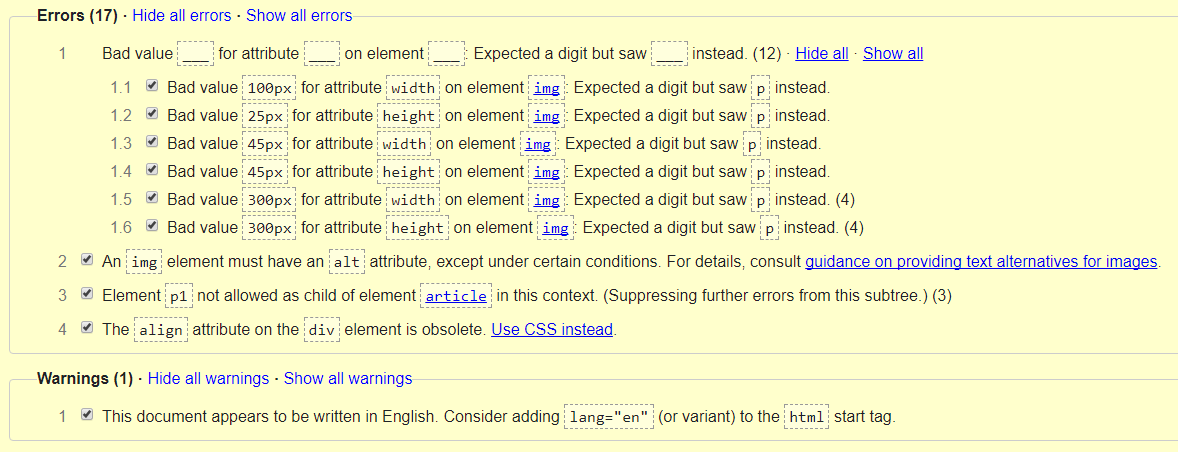 Errors (17) · Hide all errors · Show all errors
1 Bad value ___ for attribute ___ on element ___: Expected a digit but saw ___ instead. (12) · Hide all · Show all
1.1 Bad value 100px for attribute width on element img: Expected a digit but saw p instead.
1.2 Bad value 25px for attribute height on element img: Expected a digit but saw p instead.
1.3 Bad value 45px for attribute width on element img: Expected a digit but saw p instead.
1.4 Bad value 45px for attribute height on element img: Expected a digit but saw p instead.
1.5 Bad value 300px for attribute width on element img: Expected a digit but saw p instead. (4)
1.6 Bad value 300px for attribute height on element img: Expected a digit but saw p instead. (4)
2 An img element must have an alt attribute, except under certain conditions. For details, consult guidance on providing text alternatives for images.
3 Element p1 not allowed as child of element article in this context. (Suppressing further errors from this subtree.) (3)
4 The align attribute on the div element is obsolete. Use CSS instead.
Warnings (1) · Hide all warnings · Show all warnings
1 This document appears to be written in English. Consider adding lang="en" (or variant) to the html start tag.